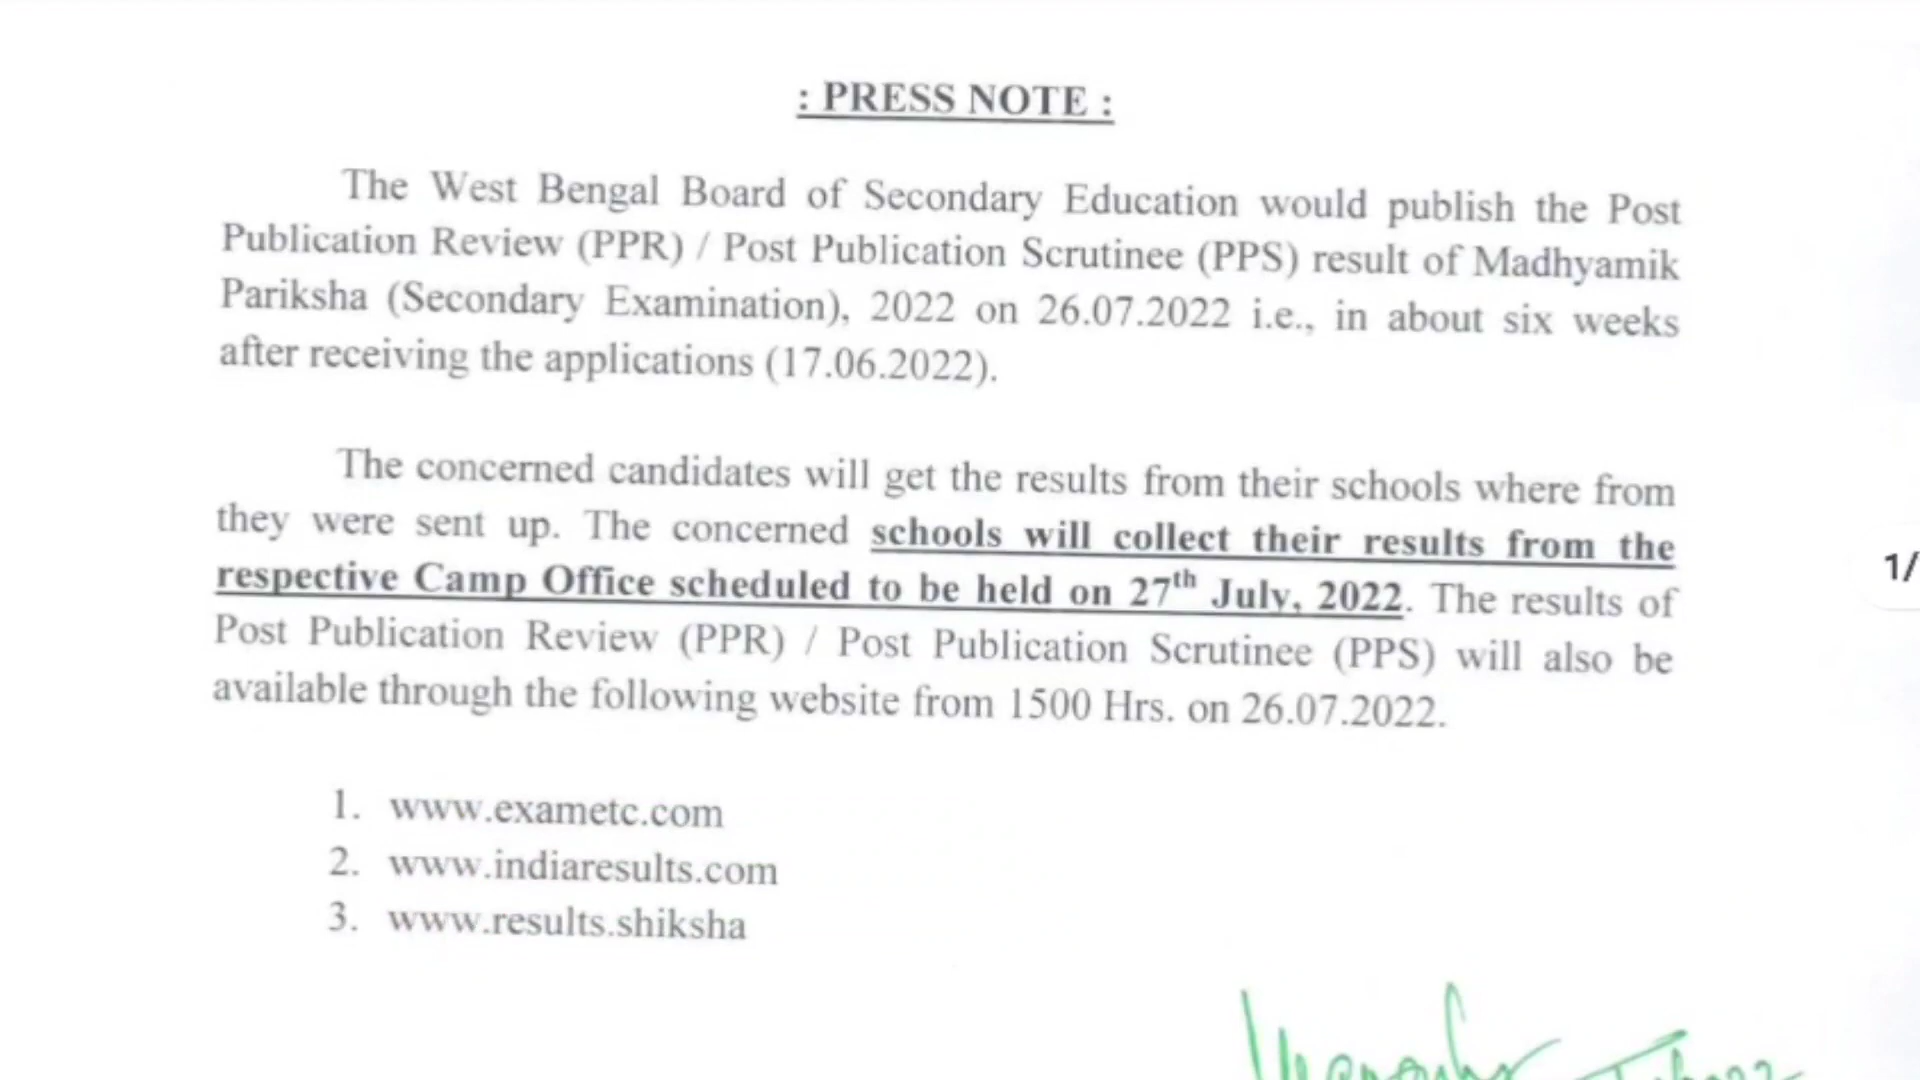 : PRESS NOTE :
The West Bengal Board of Secondary Education would publish the Post
Publication Review (PPR) / Post Publication Scrutinee (PPS) result of Madhyamik
Pariksha (Secondary Examination), 2022 on 26.07.2022 i.e., in about six weeks
after receiving the applications (17.06.2022).
The concerned candidates will get the results from their schools where from
they were sent up. The concerned schools will collect their results from the
respective Camp Office scheduled to be held on 27th July, 2022. The results of
Post Publication Review (PPR) / Post Publication Scrutinee (PPS) will also be
available through the following website from 1500 Hrs. on 26.07.2022.
1/
1. www.exametc.com
2. www.indiaresults.com
3. www.results.shiksha